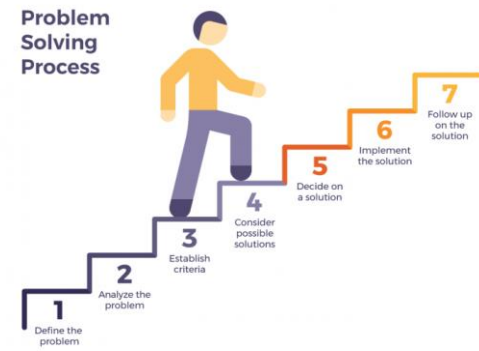 Problem
Solving
Process
1
Define the
problem
2
Analyze the
problem
3
Establish
criteria
4
Consider
possible
solutions
5
Decide on
a solution
6
Implement
the solution
7
Follow up
on the
solution